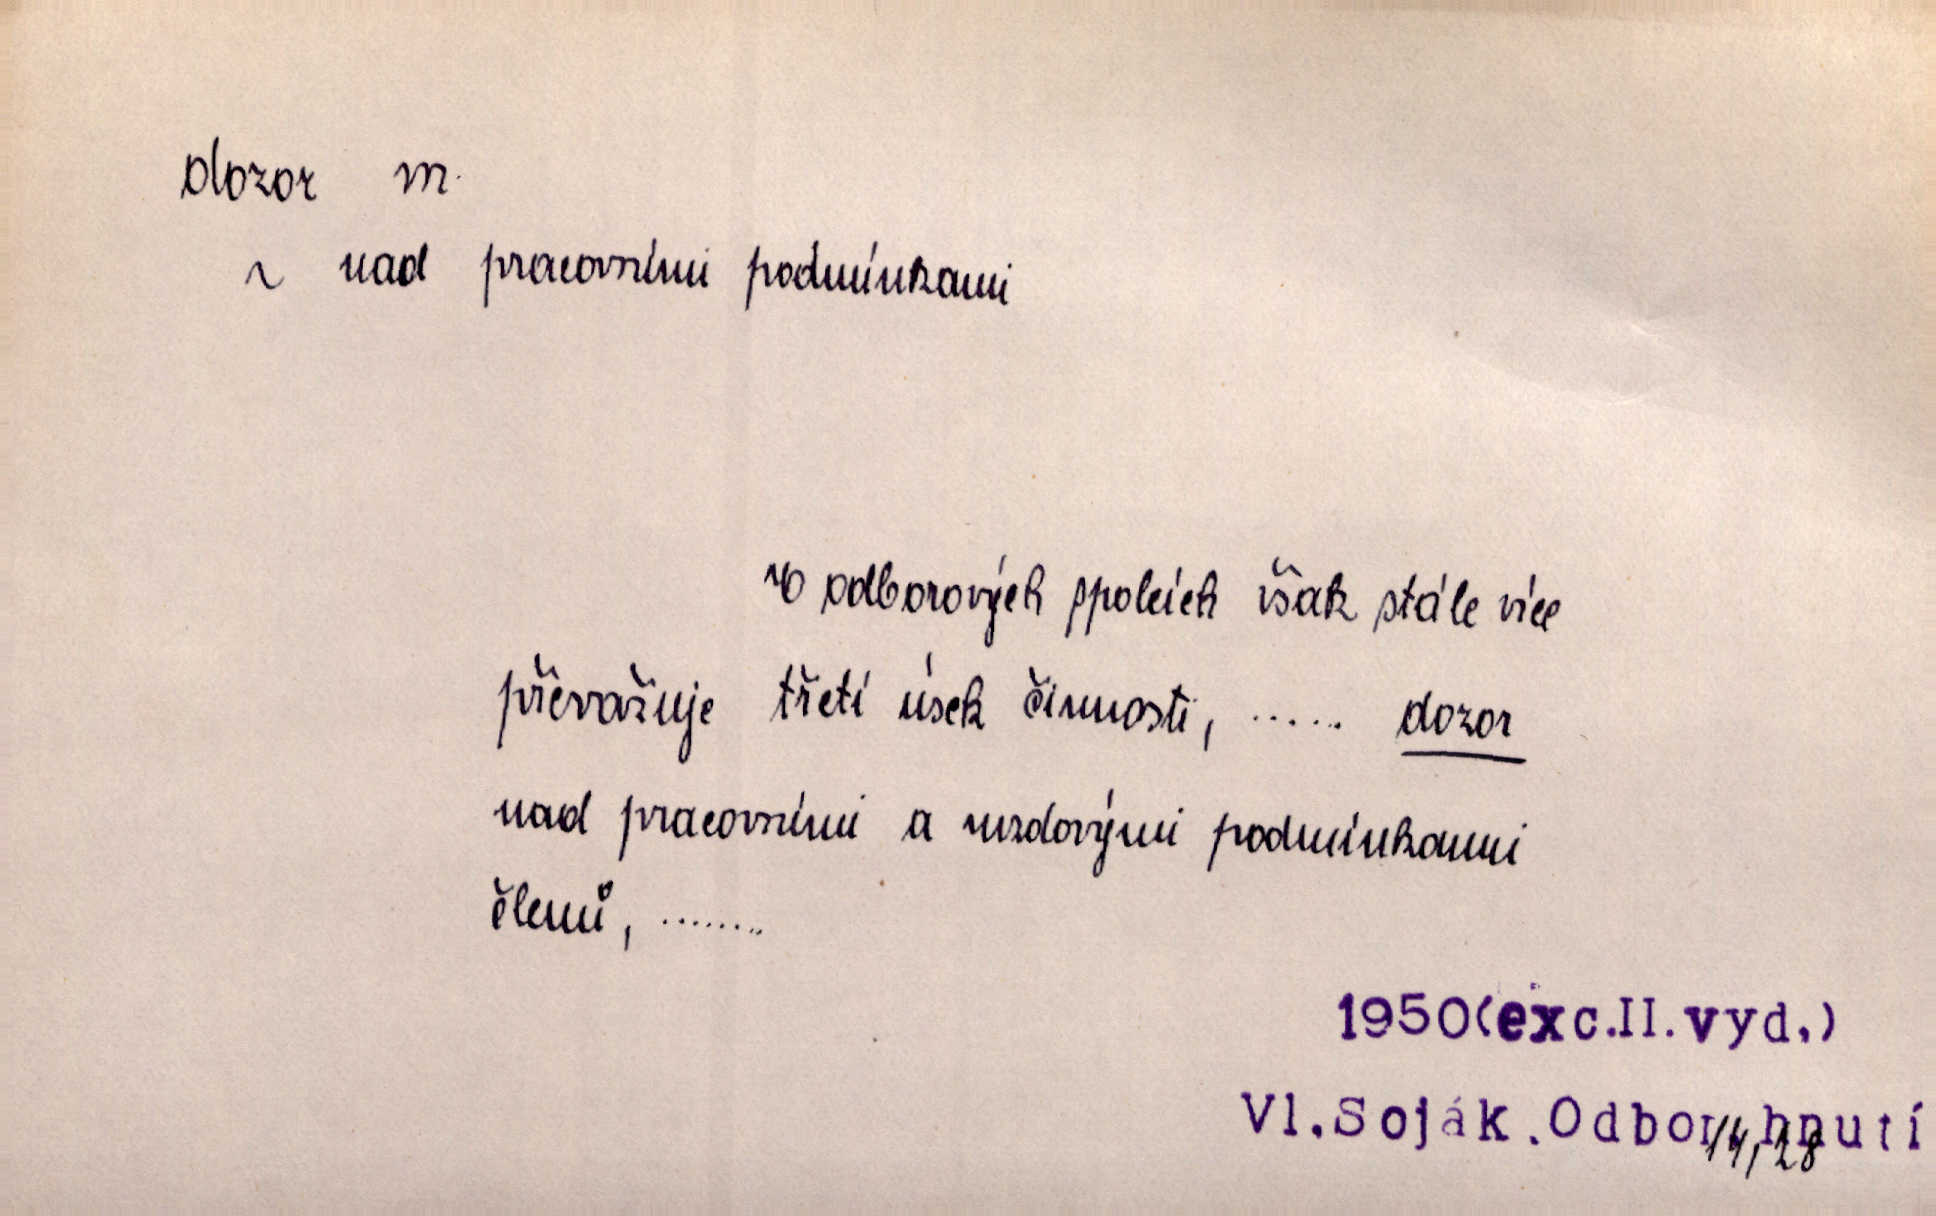 dozor m.
~ nad pracovními podmínkami
V odborových spolcích však stále více
převažuje třetí úsek činnosti, ..... dozor
nad pracovními a mzdovými podmínkami
členů, ........
1950(exc.II.vyd.)
Vl.Soják.Odbor.hnutí
14, 28